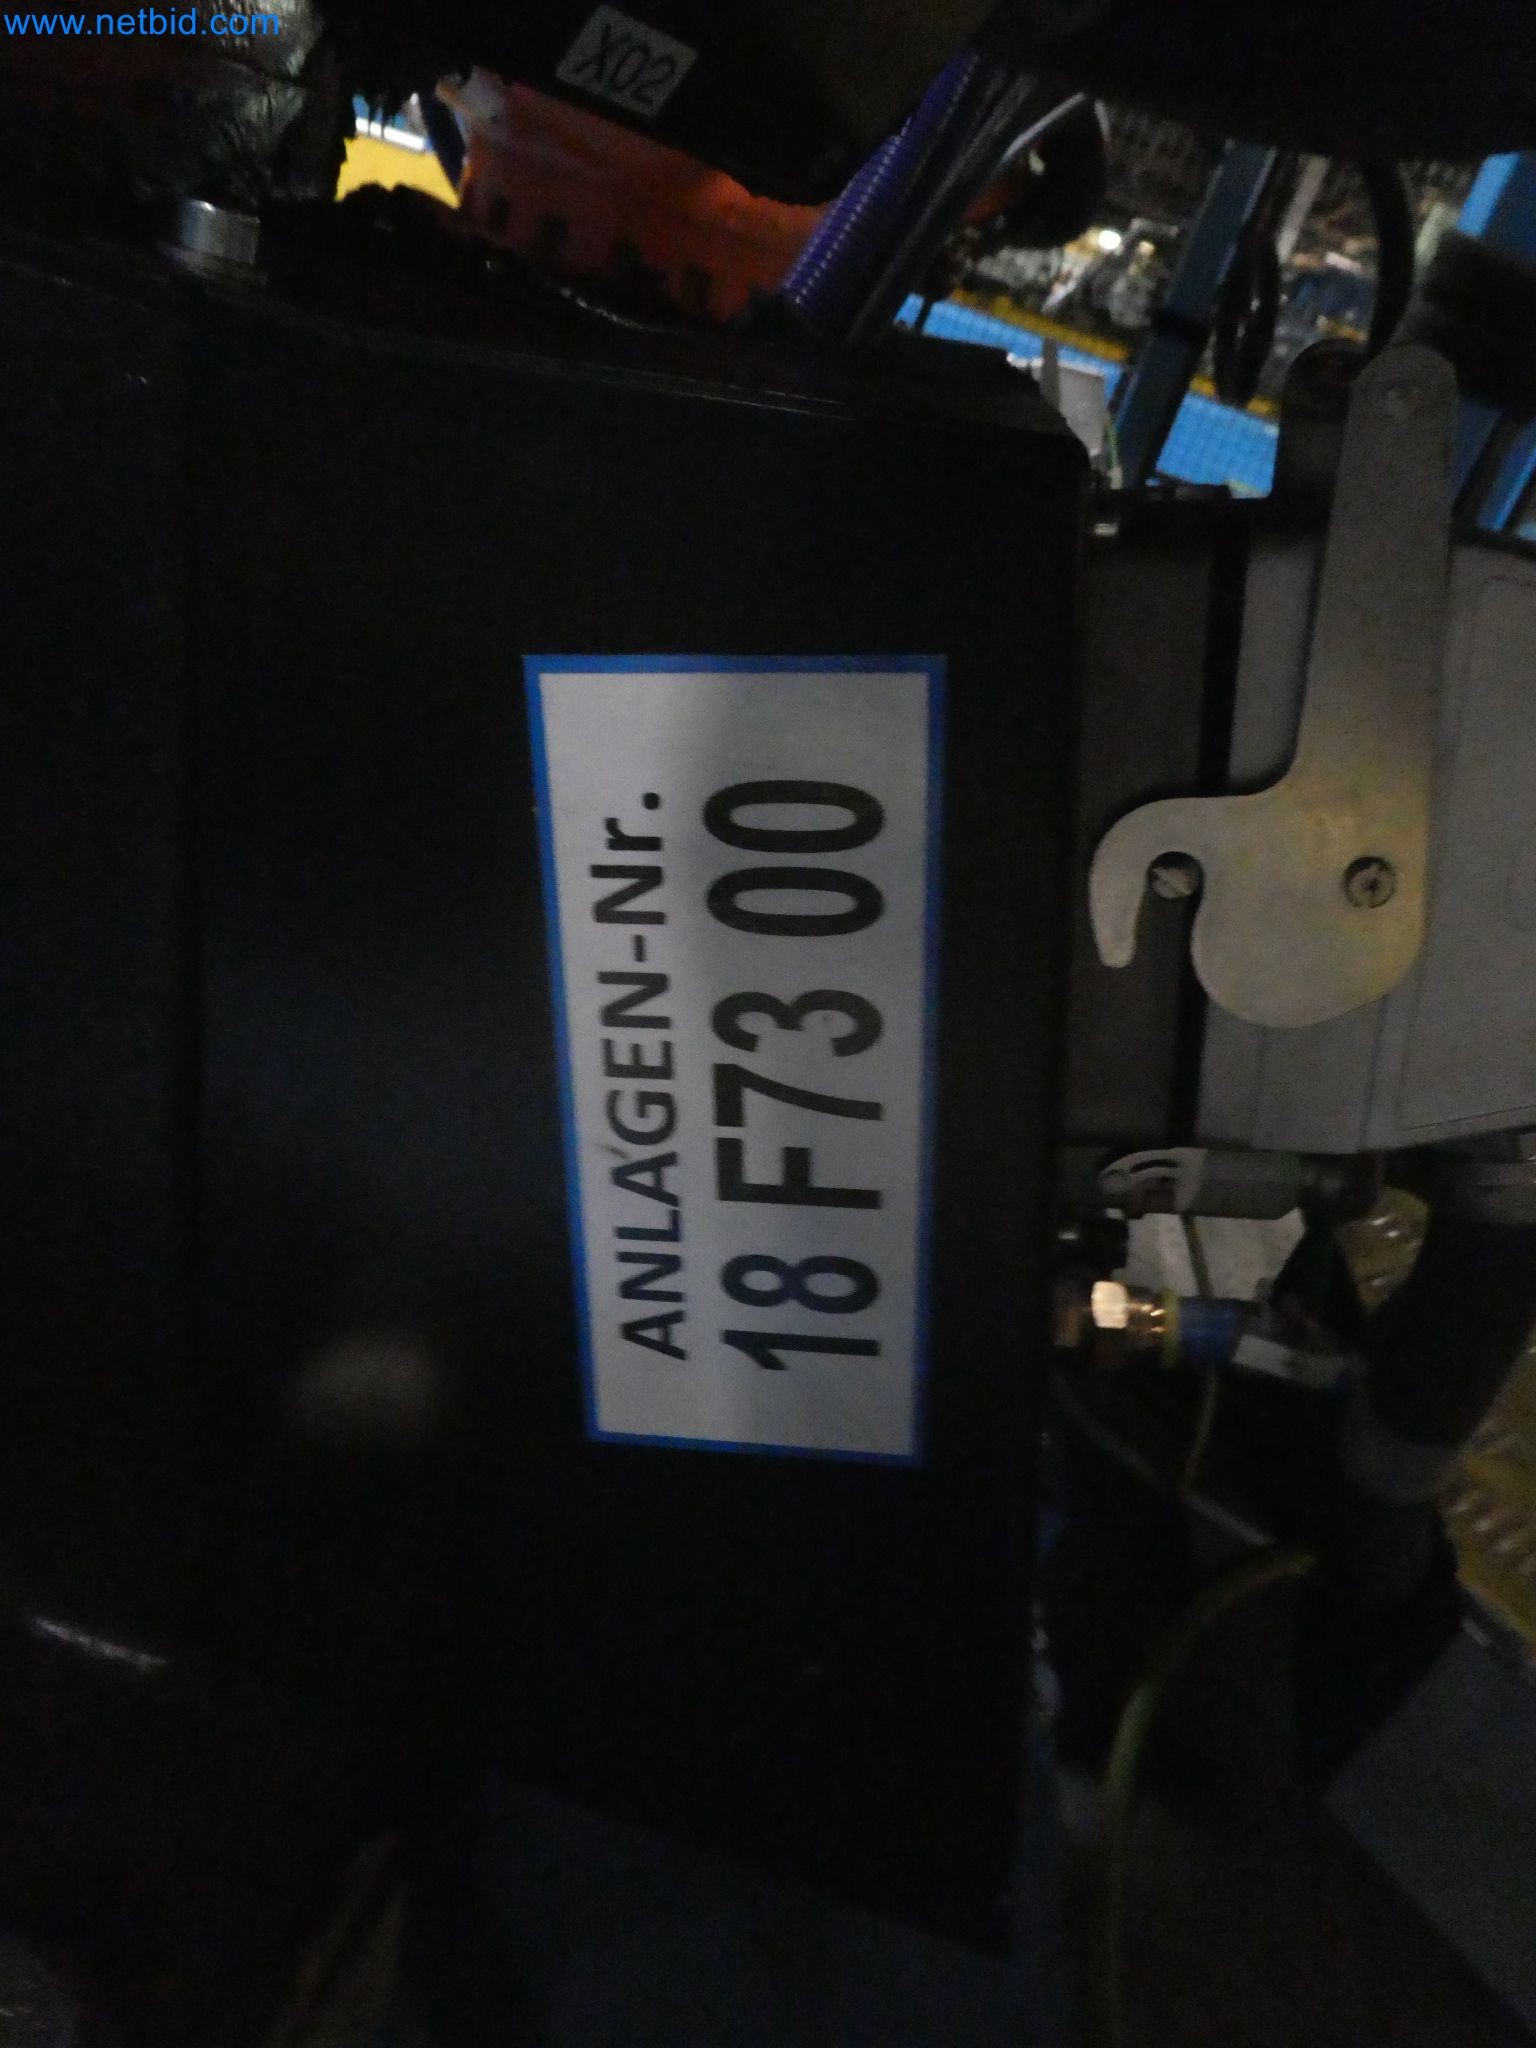 www.netbid.com
X02
ANLAGEN-Nr.
18 F73 00